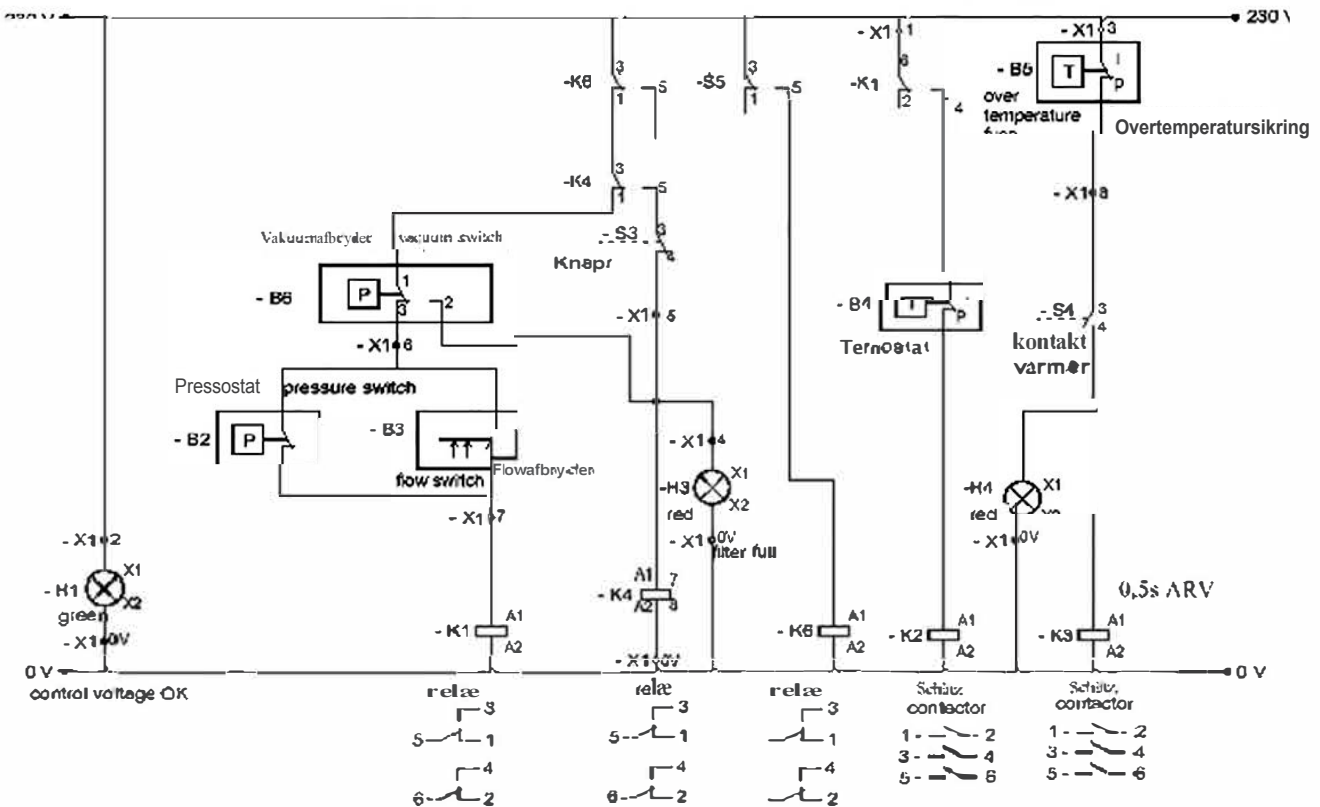 230 V
230 V
- X1 1
- X1 3
6
3
3
- B5
T
T
P
-K6
1
5
-S5
1
5
-K1
2
4
over
temperature
Overtemperatursikring
3
-K4
1
5
- X1 8
Vakuumafbryder
vacuum switch
- S3
3
4
Knapr
- B6
P
1
3
2
- B4
T
P
- S4
3
7
4
- X1 5
- X1 6
Termostat
kontakt
varmer
Pressostat
pressure switch
- B2
P
- B3
- X1 4
flow switch
Flowafbryder
-H3
X1
X2
red
-H4
X1
red
- X1 7
- X1 2
- X1 0V
filter full
- X1 0V
- H1
X1
X2
green
A1
7
- K4
A2
8
0,5s ARV
- X1 0V
- K1
A1
A2
- K6
A1
A2
- K2
A1
A2
- K3
A1
A2
- X1 0V
0 V
0 V
control voltage OK
relæ
relæ
relæ
Schütz,
contactor
Schütz,
contactor
3
5
1
3
5
1
3
1
1 - - 2
3 - - 4
5 - - 6
1 - - 2
3 - - 4
5 - - 6
4
6
2
4
6
2
4
2